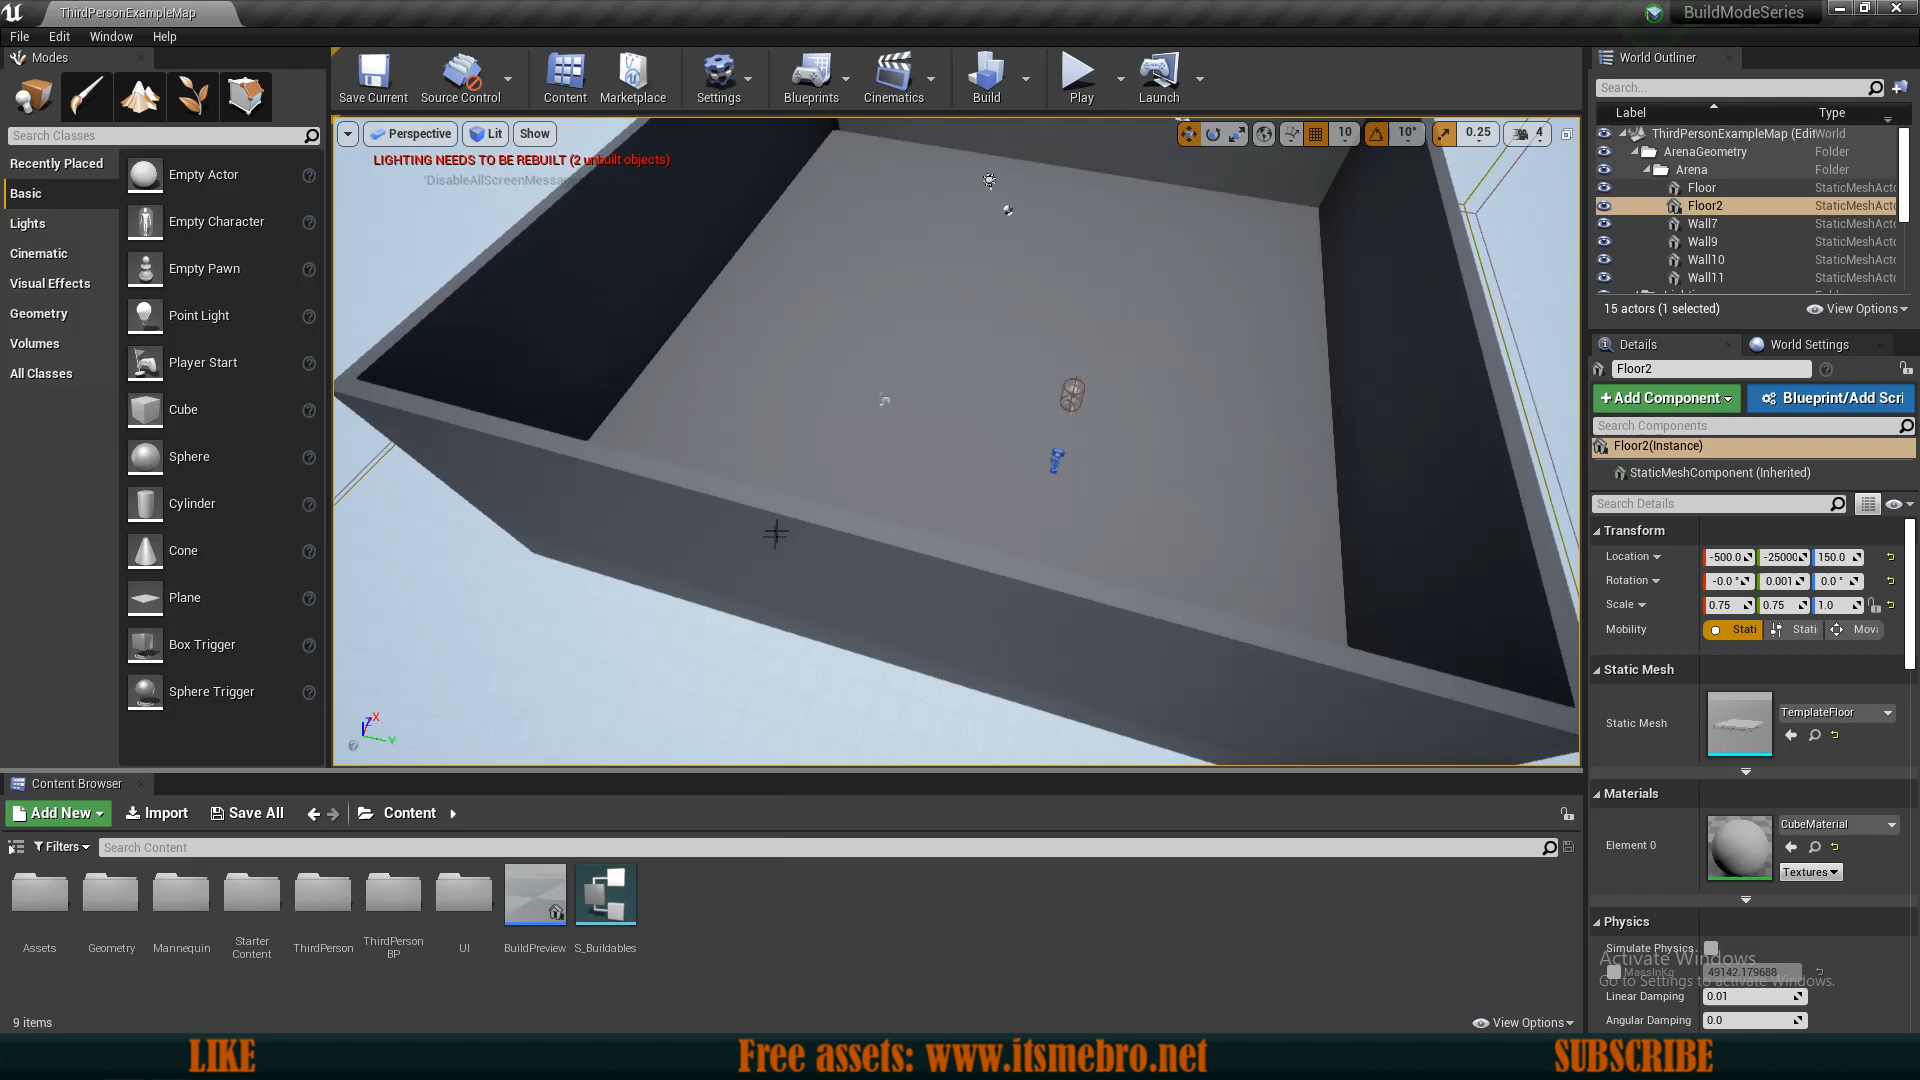 ThirdPersonExampleMap
BuildModeSeries
File Edit Window Help
Modes
Search Classes
Recently Placed
Basic
Lights
Cinematic
Visual Effects
Geometry
Volumes
All Classes
Empty Actor
Empty Character
Empty Pawn
Point Light
Player Start
Cube
Sphere
Cylinder
Cone
Plane
Box Trigger
Sphere Trigger
Save Current Source Control Content Marketplace Settings Blueprints Cinematics Build Play Launch
Perspective Lit Show
10 10° 0.25 4
LIGHTING NEEDS TO BE REBUILT (2 unbuilt objects)
'DisableAllScreenMessag
X
Z
Y
World Outliner
Search...
Label Type
ThirdPersonExampleMap (Edit World
ArenaGeometry Folder
Arena Folder
Floor StaticMeshActo
Floor2 StaticMeshActo
Wall7 StaticMeshActo
Wall9 StaticMeshActo
Wall10 StaticMeshActo
Wall11 StaticMeshActo
15 actors (1 selected) View Options
Details World Settings
Floor2
+Add Component Blueprint/Add Scri
Search Components
Floor2(Instance)
StaticMeshComponent (Inherited)
Search Details
Transform
Location -500.0 -25000 150.0
Rotation -0.0 ° 0.001 0.0 °
Scale 0.75 0.75 1.0
Mobility Stati Stati Mova
Static Mesh
Static Mesh TemplateFloor
Materials
Element 0 CubeMaterial
Textures
Physics
Simulate Physics
MassInKg 49142.179688
Linear Damping 0.01
Angular Damping 0.0
Activate Windows
Go to Settings to activate Windows.
Content Browser
Add New Import Save All Content
Filters Search Content
Assets Geometry Mannequin Starter Content ThirdPerson ThirdPerson BP UI BuildPreview S_Buildables
9 items View Options
LIKE Free assets: www.itsmebro.net SUBSCRIBE